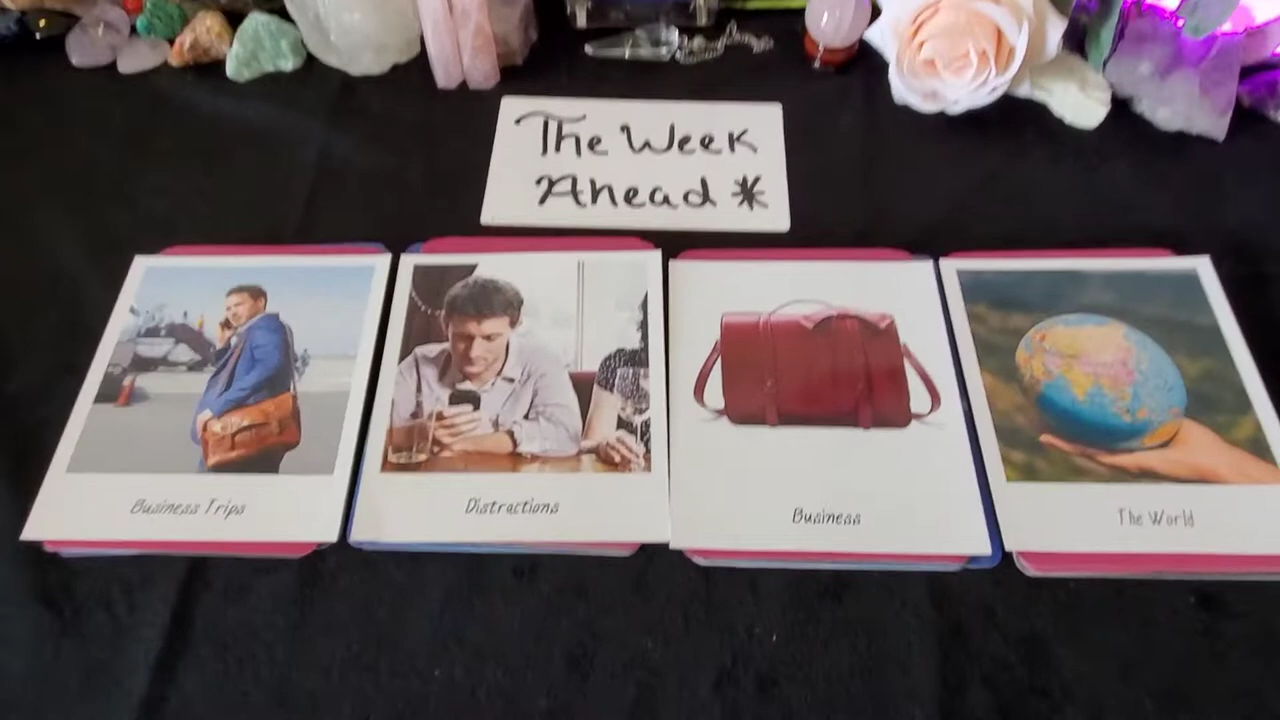 The Week
Ahead *
Business Trips
Distractions
Business
The World